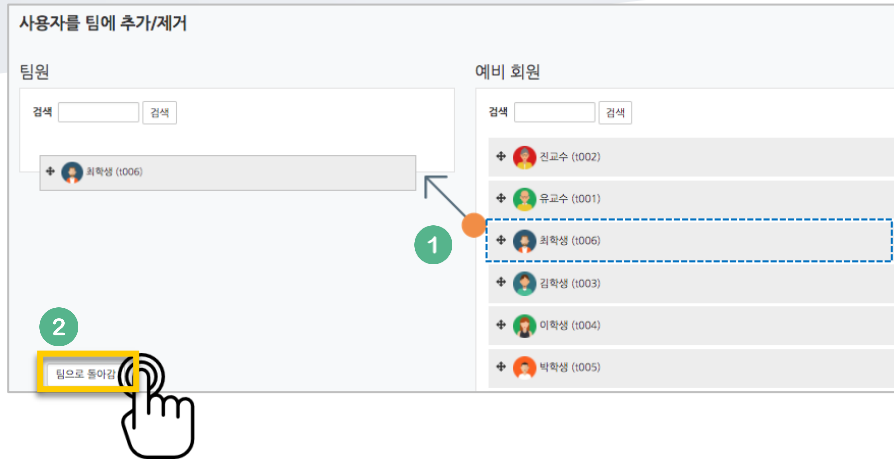 사용자를 팀에 추가/제거
팀원
검색 검색
최학생 (t006)
예비 회원
검색 검색
진교수 (t002)
유교수 (t001)
최학생 (t006)
김학생 (t003)
이학생 (t004)
박학생 (t005)
1
2
팀으로 돌아감